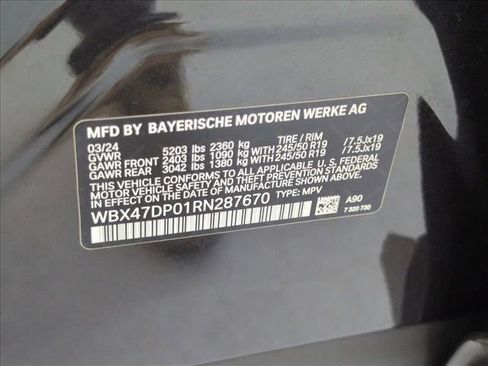 MFD BY BAYERISCHE MOTOREN WERKE AG
03/24 TIRE / RIM
GVWR 5203 lbs 2360 kg
GAWR FRONT 2403 lbs 1090 kg WITH 245/50 R19 / 7.5Jx19
GAWR REAR 3042 lbs 1380 kg WITH 245/50 R19 / 7.5Jx19
THIS VEHICLE CONFORMS TO ALL APPLICABLE U. S. FEDERAL
MOTOR VEHICLE SAFETY AND THEFT PREVENTION STANDARDS
IN EFFECT ON THE DATE OF MANUFACTURE SHOWN ABOVE.
WBX47DP01RN287670 TYPE: MPV
A90
7 320 730